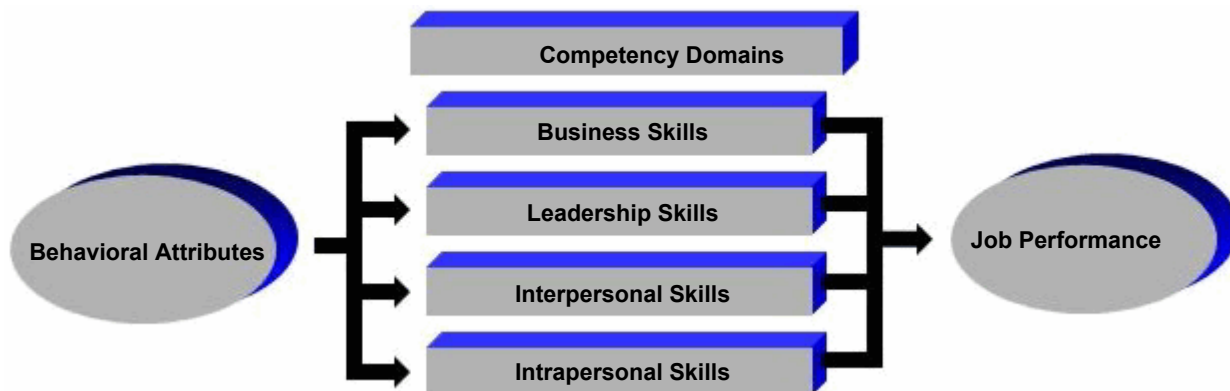 Competency Domains
Business Skills
Leadership Skills
Behavioral Attributes
Job Performance
Interpersonal Skills
Intrapersonal Skills